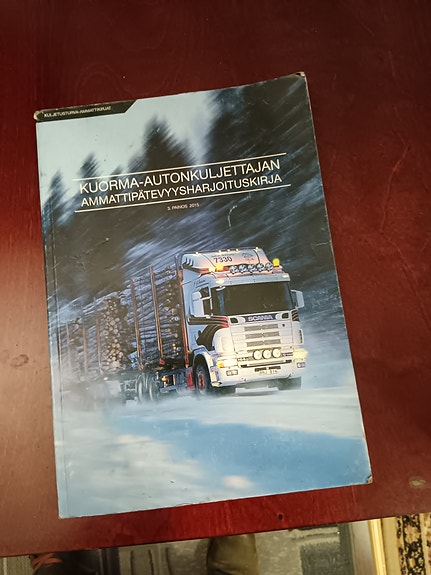 KULJETUSTURVA-AMMATTIKIRJAT
KUORMA-AUTONKULJETTAJAN
AMMATTIPÄTEVYYSHARJOITUSKIRJA
3. PAINOS 2015
7330
SCANIA